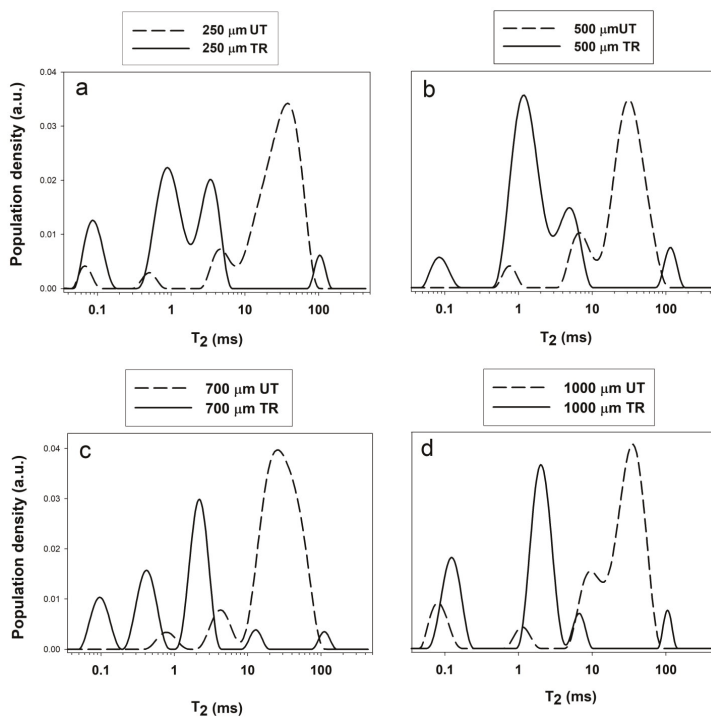 250 μm UT
250 μm TR
500 μmUT
500 μm TR
a
b
Population density (a.u.)
0.04
0.03
0.02
0.01
0.00
0.1 1 10 100
0.1 1 10 100
T2 (ms)
T2 (ms)
700 μm UT
700 μm TR
1000 μm UT
1000 μm TR
c
d
Population density (a.u.)
0.04
0.03
0.02
0.01
0.00
0.1 1 10 100
0.1 1 10 100
T2 (ms)
T2 (ms)